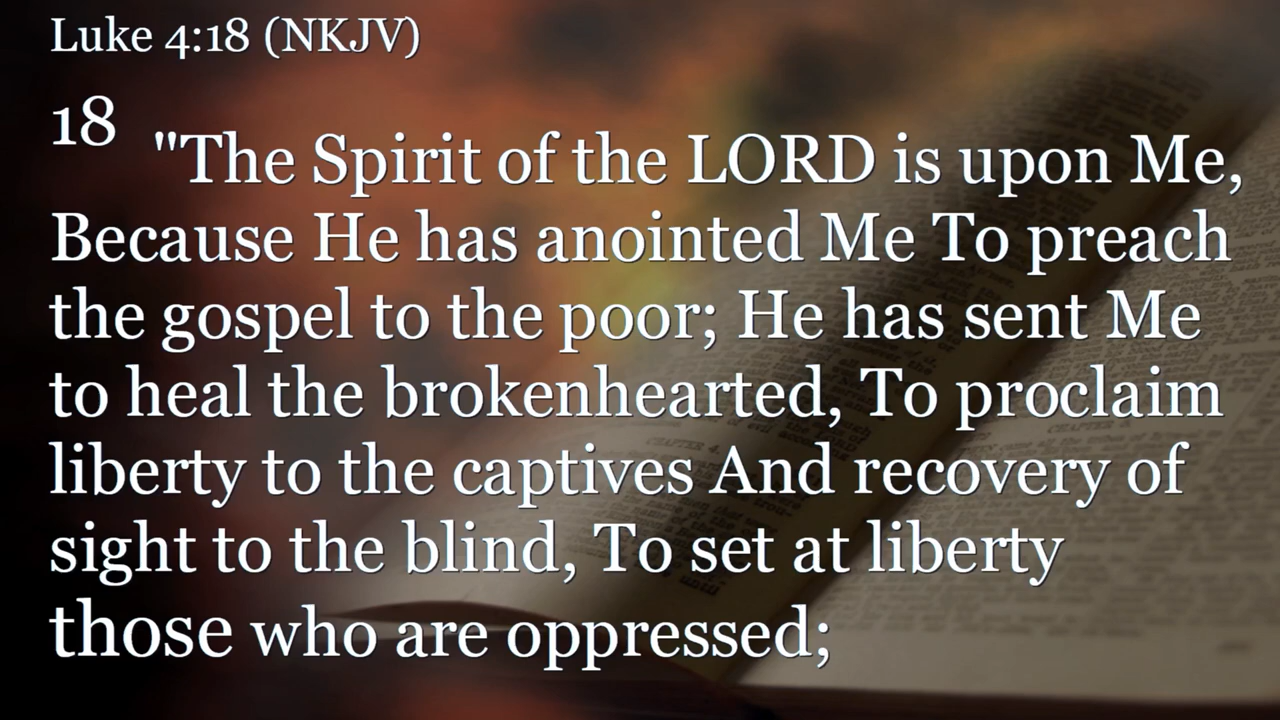 Luke 4:18 (NKJV)
18 "The Spirit of the LORD is upon Me,
Because He has anointed Me To preach
the gospel to the poor; He has sent Me
to heal the brokenhearted, To proclaim
liberty to the captives And recovery of
sight to the blind, To set at liberty
those who are oppressed;